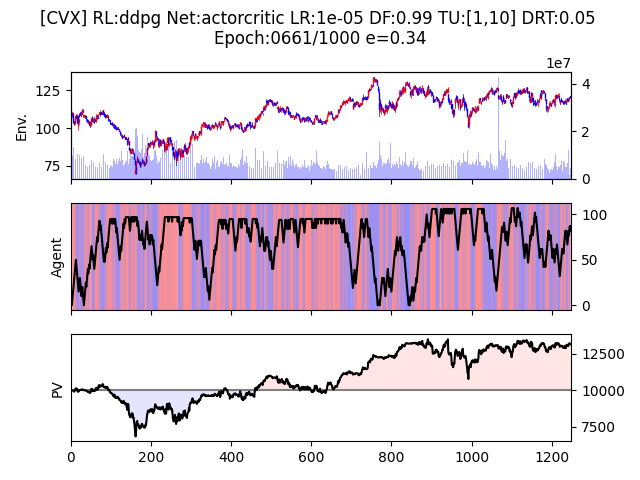 [CVX] RL:ddpg Net:actorcritic LR:1e-05 DF:0.99 TU:[1,10] DRT:0.05
Epoch:0661/1000 e=0.34
1e7
125
100
75
Env.
4
2
0
Agent
100
50
0
PV
12500
10000
7500
0 200 400 600 800 1000 1200